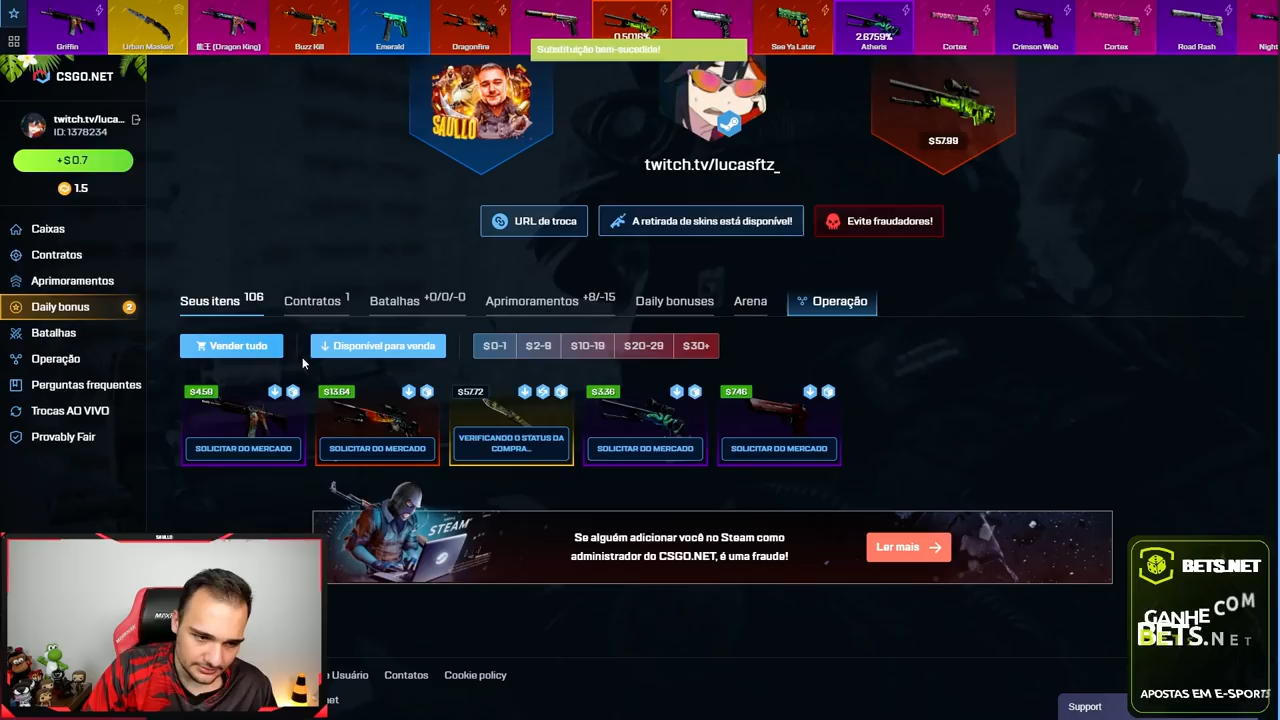 Griffin
Urban Masked
龍王 (Dragon King)
Buzz Kill
Emerald
Dragonfire
0.5016%
See Ya Later
2.6759%
Atheris
Cortex
Crimson Web
Cortex
Road Rash
Night
Substituição bem-sucedida!
CSGO.NET
twitch.tv/luca...
ID: 1378234
+$ 0.7
1.5
Caixas
Contratos
Aprimoramentos
Daily bonus 2
Batalhas
Operação
Perguntas frequentes
Trocas AO VIVO
Provably Fair
SAULLO
$57.99
twitch.tv/lucasftz_
URL de troca
A retirada de skins está disponível!
Evite fraudadores!
Seus itens 106
Contratos 1
Batalhas +0/0/-0
Aprimoramentos +8/-15
Daily bonuses
Arena
Operação
Vender tudo
Disponível para venda
$0-1
$2-9
$10-19
$20-29
$30+
$4.59
$13.64
$57.72
$3.36
$7.46
SOLICITAR DO MERCADO
SOLICITAR DO MERCADO
VERIFICANDO O STATUS DA
COMPRA...
SOLICITAR DO MERCADO
SOLICITAR DO MERCADO
STEAM
Se alguém adicionar você no Steam como
administrador do CSGO.NET, é uma fraude!
Ler mais
SAULLO
Usuário
Contatos
Cookie policy
Support
BETS.NET
GANHE COM
BETS.NET
APOSTAS EM E-SPORTS